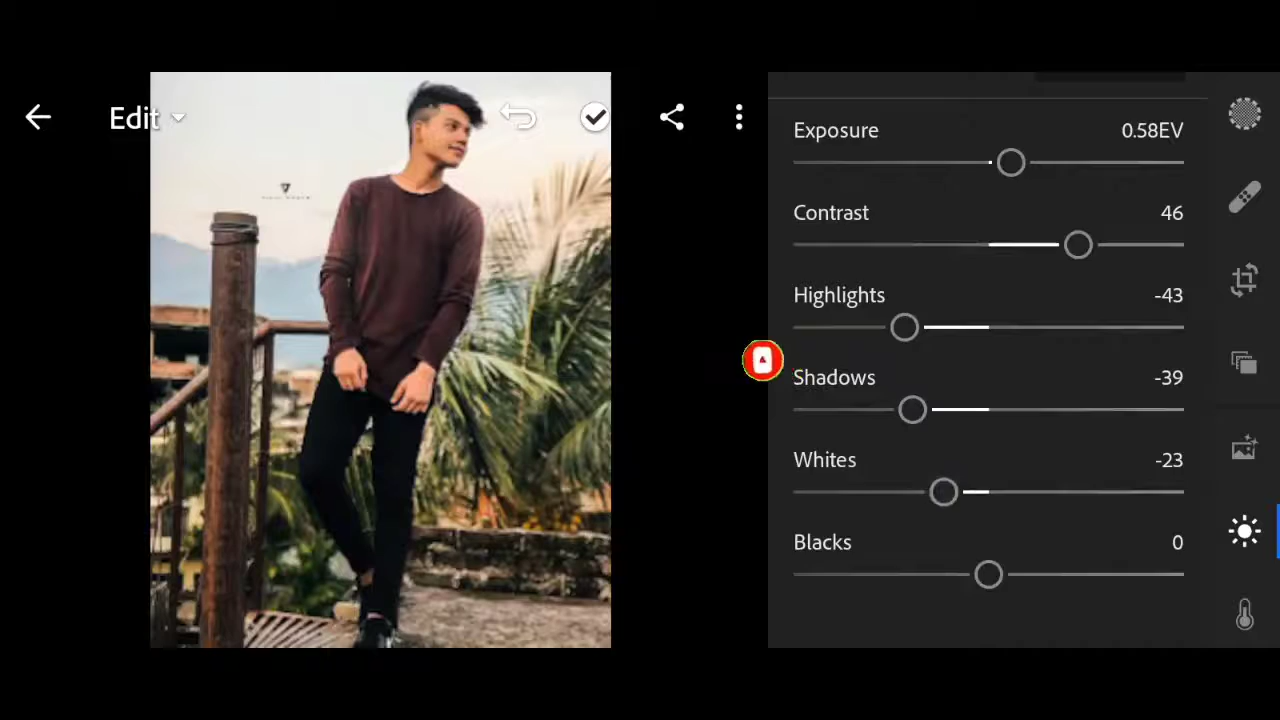 Edit
Exposure 0.58EV
Contrast 46
Highlights -43
Shadows -39
Whites -23
Blacks 0